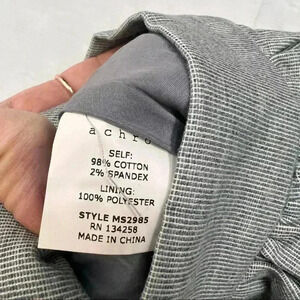 achro
SELF:
98% COTTON
2% SPANDEX
LINING:
100% POLYESTER
STYLE MS2985
RN 134258
MADE IN CHINA